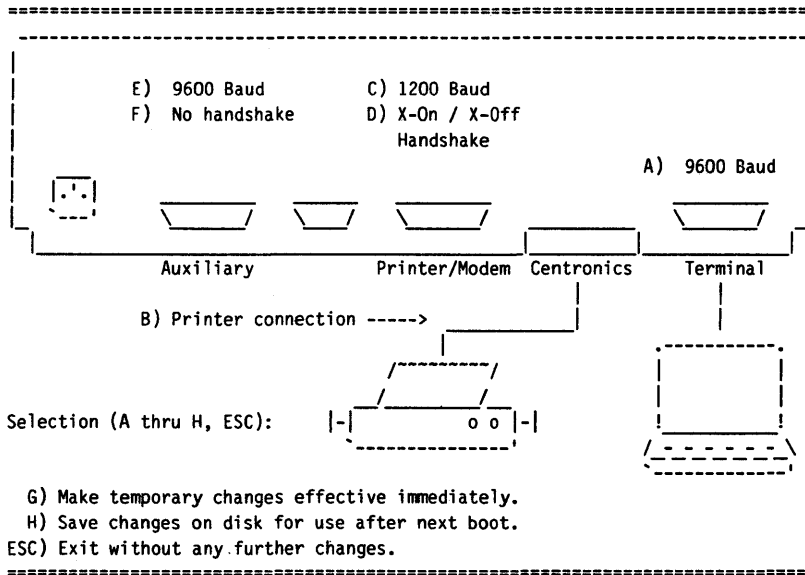 E) 9600 Baud C) 1200 Baud
F) No handshake D) X-On / X-Off
Handshake
A) 9600 Baud
Auxiliary Printer/Modem Centronics Terminal
B) Printer connection ----->
Selection (A thru H, ESC):
G) Make temporary changes effective immediately.
H) Save changes on disk for use after next boot.
ESC) Exit without any further changes.